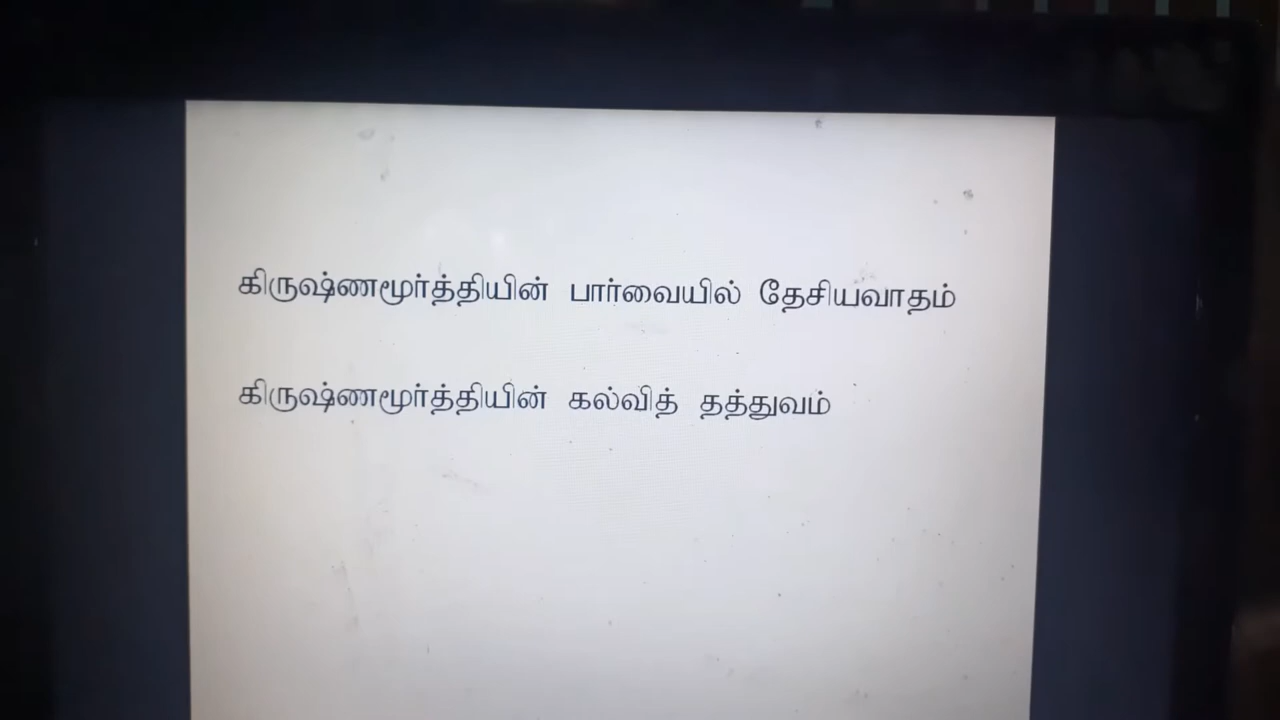 கிருஷ்ணமூர்த்தியின் பார்வையில் தேசியவாதம்
கிருஷ்ணமூர்த்தியின் கல்வித் தத்துவம்